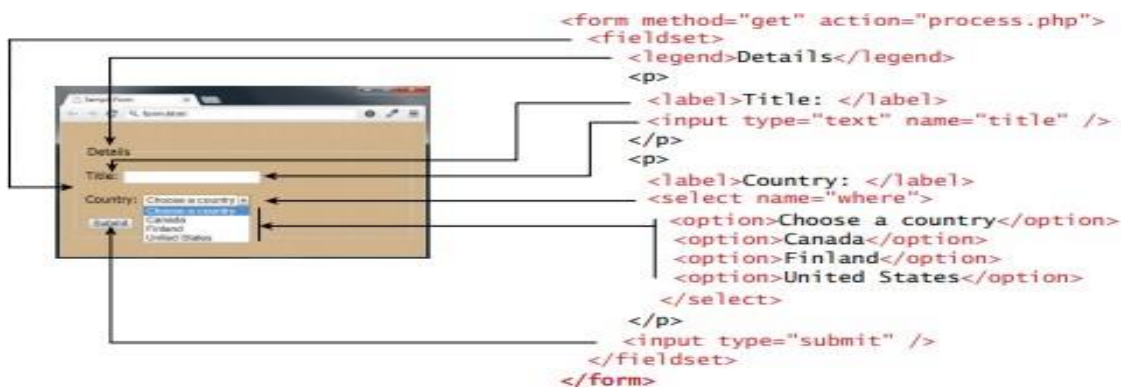 <form method="get" action="process.php">
<fieldset>
<legend>Details</legend>
<p>
<label>Title: </label>
<input type="text" name="title" />
</p>
<p>
<label>Country: </label>
<select name="where">
<option>Choose a country</option>
<option>Canada</option>
<option>Finland</option>
<option>United States</option>
</select>
</p>
<input type="submit" />
</fieldset>
</form>
Details
Title:
Country: Choose a country
Choose a country
Canada
Finland
United States
Submit